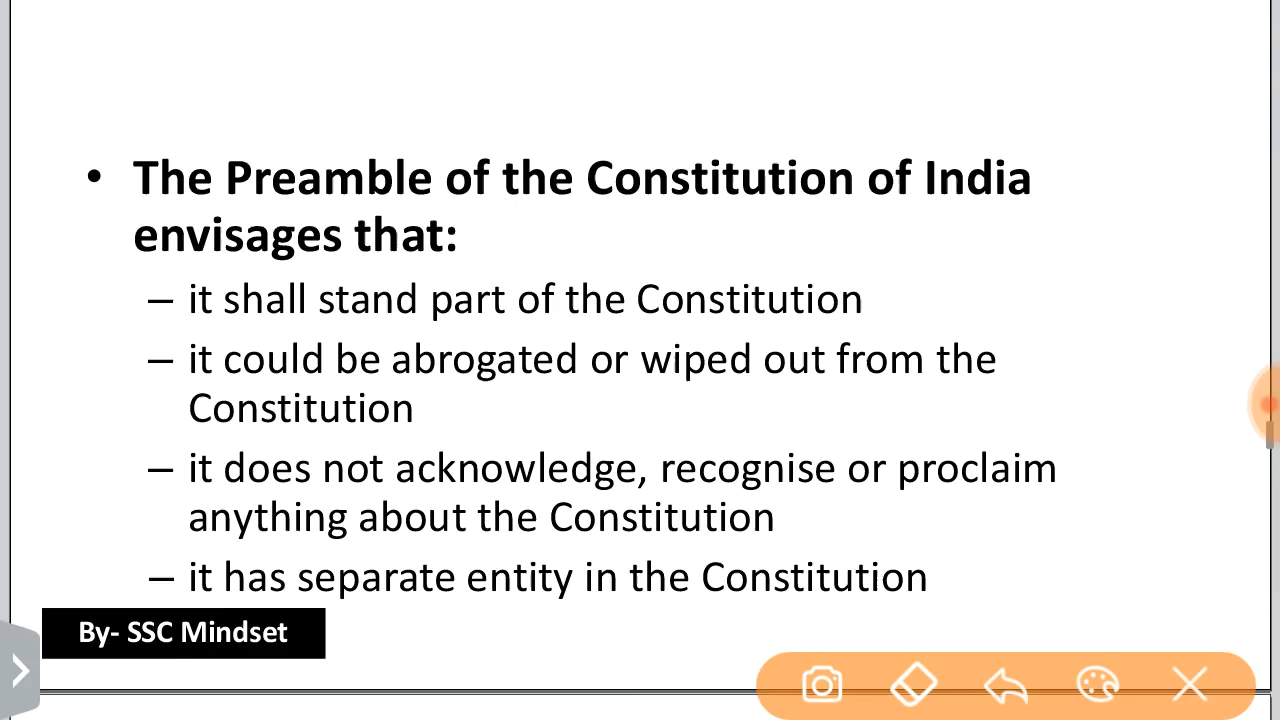 • The Preamble of the Constitution of India
envisages that:
– it shall stand part of the Constitution
– it could be abrogated or wiped out from the
Constitution
– it does not acknowledge, recognise or proclaim
anything about the Constitution
– it has separate entity in the Constitution
By- SSC Mindset